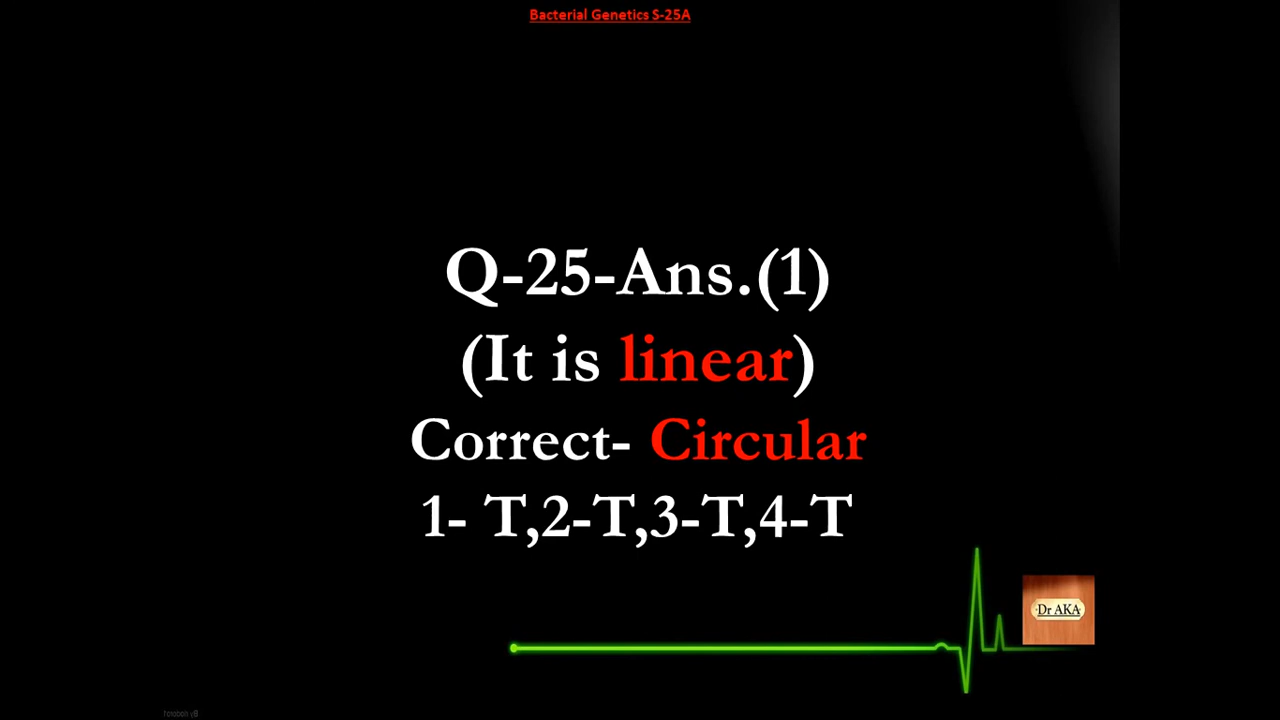 Bacterial Genetics S-25A
Q-25-Ans.(1)
(It is linear)
Correct- Circular
1- T,2-T,3-T,4-T
Dr AKA